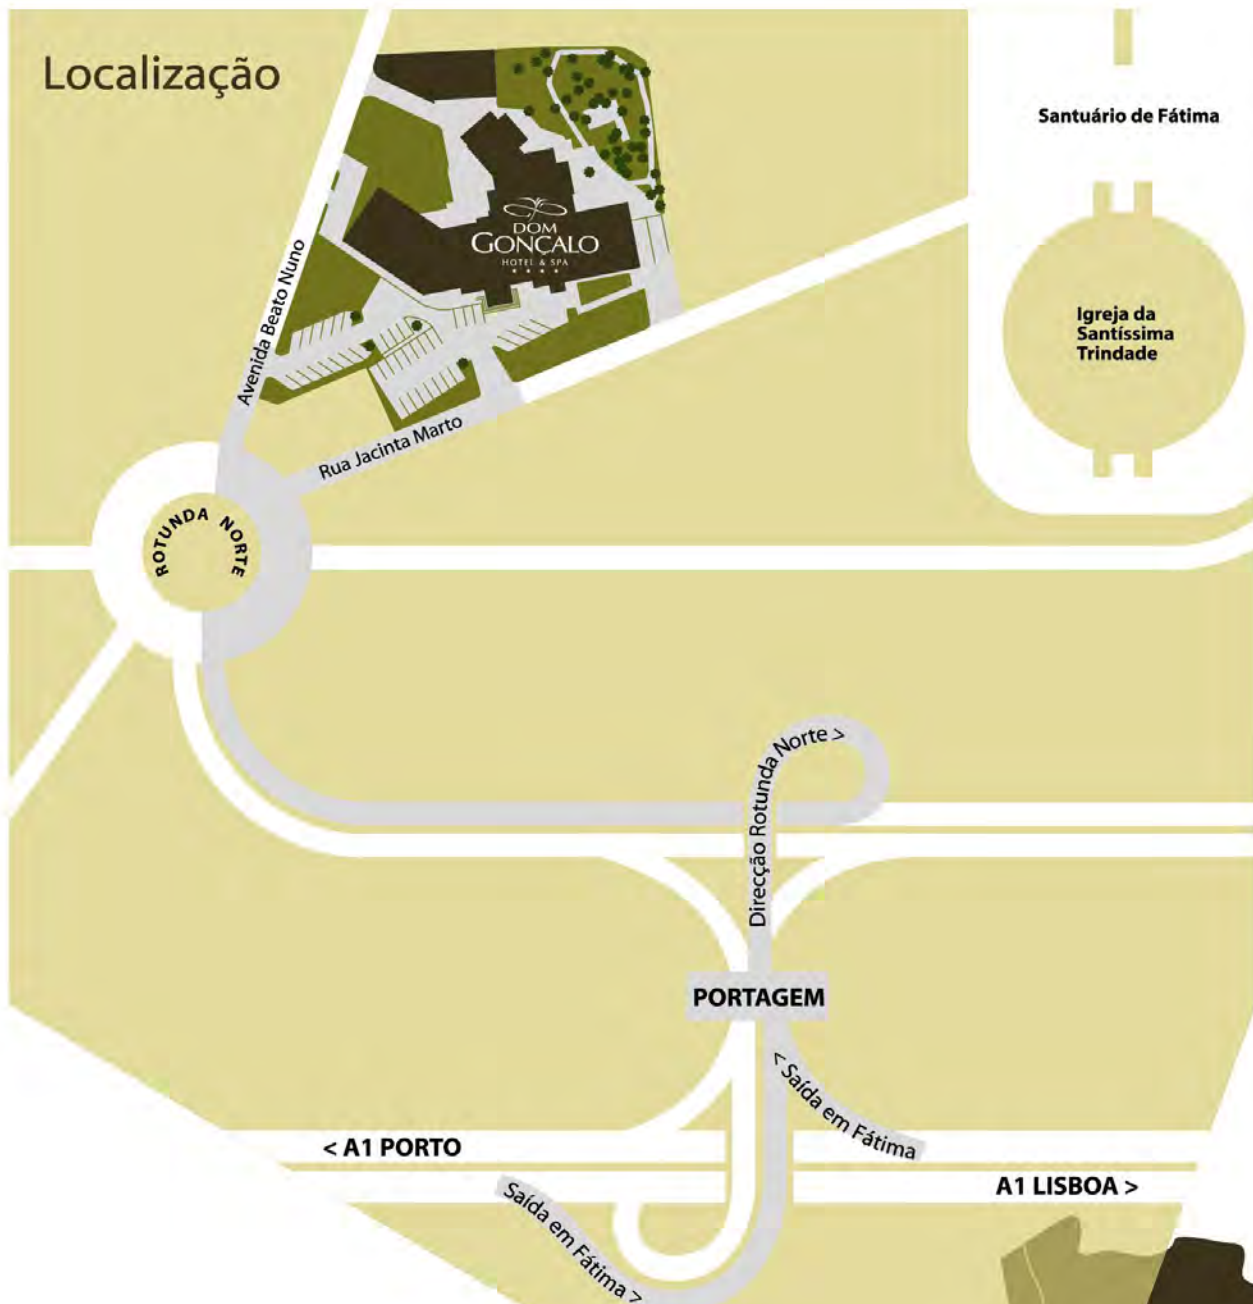 Localização
Santuário de Fátima
DOM
GONÇALO
HOTEL & SPA
Igreja da
Santíssima
Trindade
Avenida Beato Nuno
Rua Jacinta Marto
ROTUNDA NORTE
Direcção Rotunda Norte >
PORTAGEM
< Saída em Fátima
< A1 PORTO
A1 LISBOA >
Saída em Fátima >